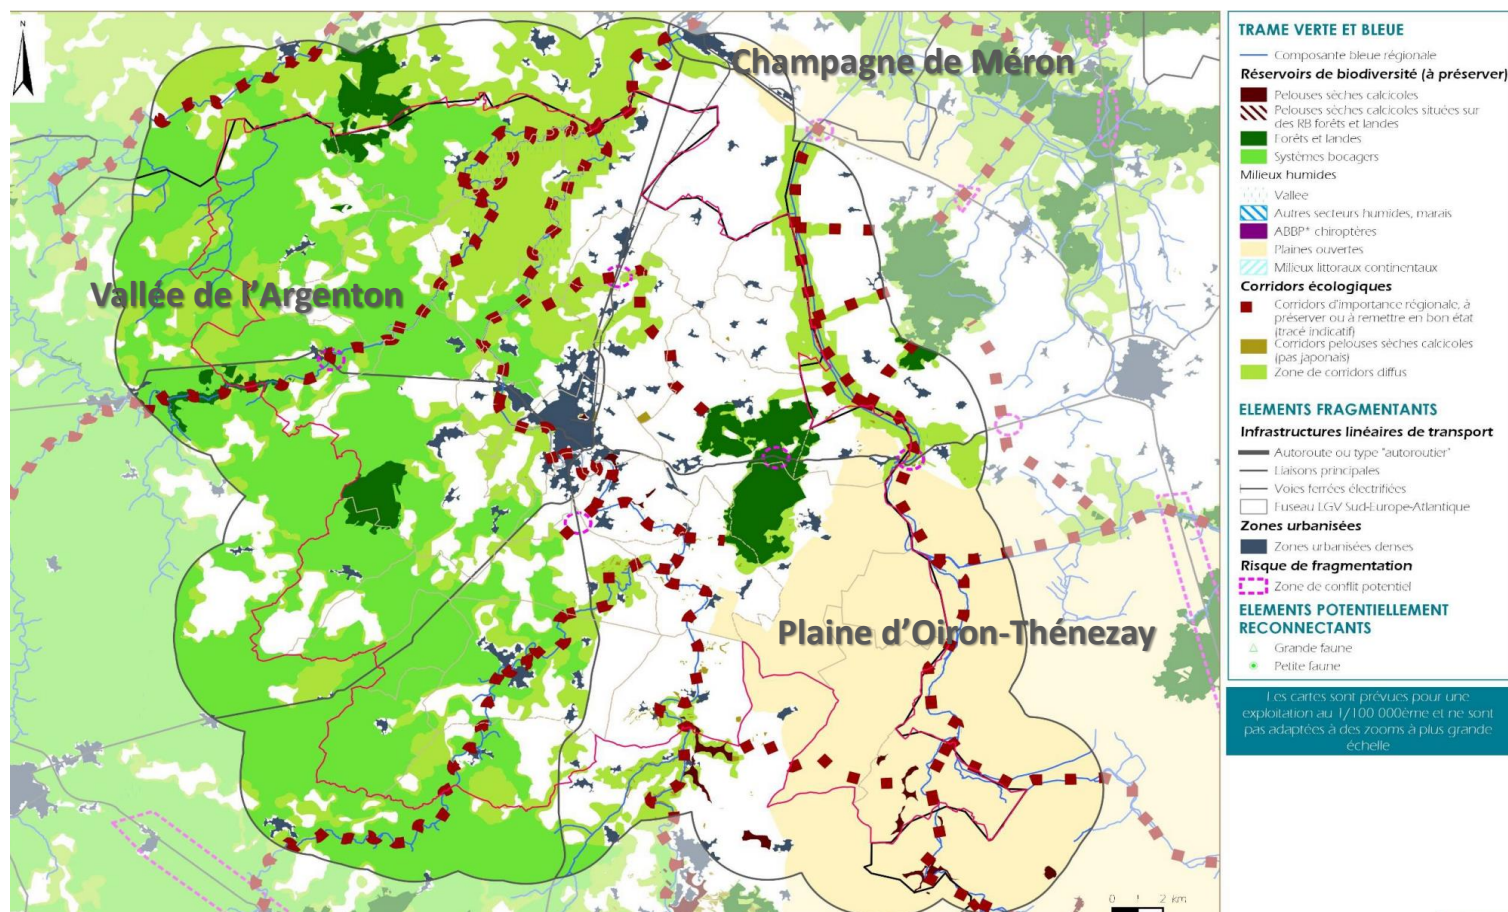 N
Champagne de Méron
Vallée de l'Argenton
Plaine d'Oiron-Thénezay
0 1 2 km
TRAME VERTE ET BLEUE
Composante bleue régionale
Réservoirs de biodiversité (à préserver)
Pelouses sèches calcicoles
Pelouses sèches calcicoles situées sur
des RB forêts et landes
Forêts et landes
Systèmes bocagers
Milieux humides
Vallée
Autres secteurs humides, marais
ABBP* chiroptères
Plaines ouvertes
Milieux littoraux continentaux
Corridors écologiques
Corridors d'importance régionale, à
préserver ou à remettre en bon état
(tracé indicatif)
Corridors pelouses sèches calcicoles
(pas japonais)
Zone de corridors diffus
ELEMENTS FRAGMENTANTS
Infrastructures linéaires de transport
Autoroute ou type "autoroutier"
Liaisons principales
Voies ferrées électrifiées
Fuseau LGV Sud-Europe-Atlantique
Zones urbanisées
Zones urbanisées denses
Risque de fragmentation
Zone de conflit potentiel
ELEMENTS POTENTIELLEMENT
RECONNECTANTS
Grande faune
Petite faune
Les cartes sont prévues pour une
exploitation au 1/100 000ème et ne sont
pas adaptées à des zooms à plus grande
échelle